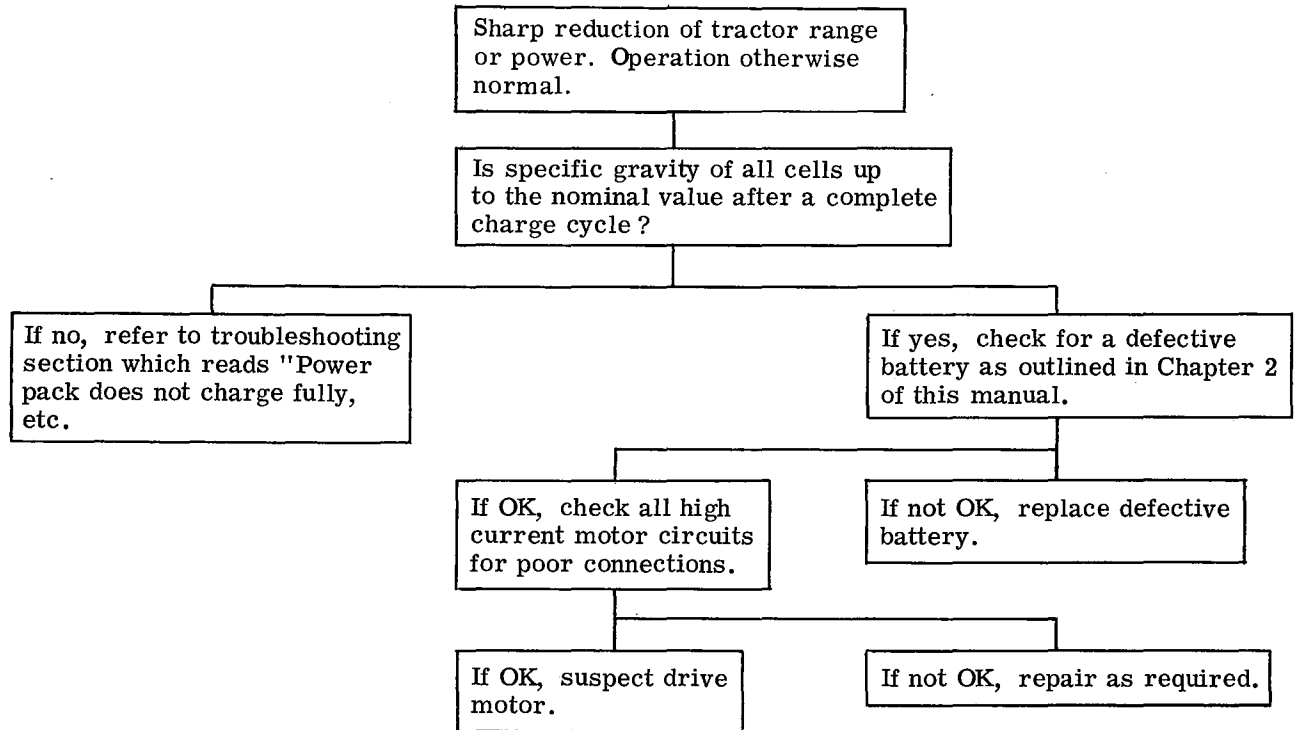 Sharp reduction of tractor range
or power. Operation otherwise
normal.
Is specific gravity of all cells up
to the nominal value after a complete
charge cycle?
If no, refer to troubleshooting
section which reads "Power
pack does not charge fully,
etc.
If yes, check for a defective
battery as outlined in Chapter 2
of this manual.
If OK, check all high
current motor circuits
for poor connections.
If not OK, replace defective
battery.
If OK, suspect drive
motor.
If not OK, repair as required.